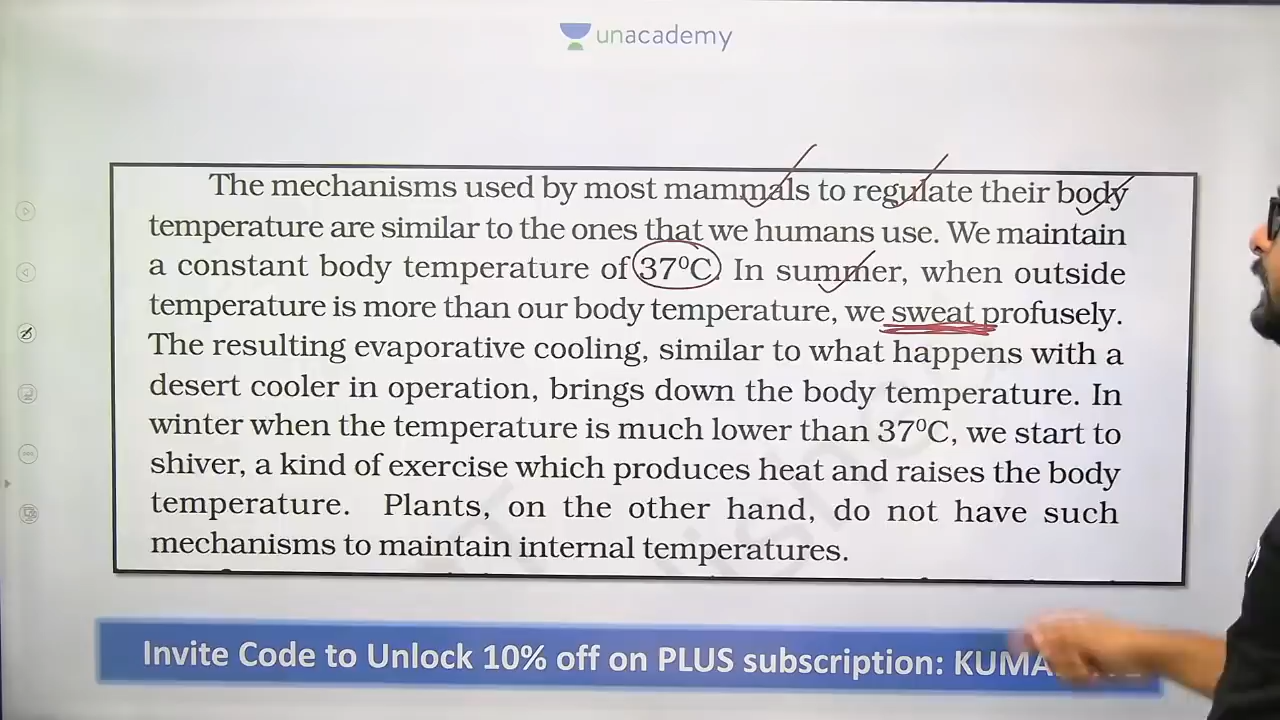 unacademy
The mechanisms used by most mammals to regulate their body
temperature are similar to the ones that we humans use. We maintain
a constant body temperature of 37⁰C. In summer, when outside
temperature is more than our body temperature, we sweat profusely.
The resulting evaporative cooling, similar to what happens with a
desert cooler in operation, brings down the body temperature. In
winter when the temperature is much lower than 37⁰C, we start to
shiver, a kind of exercise which produces heat and raises the body
temperature. Plants, on the other hand, do not have such
mechanisms to maintain internal temperatures.
Invite Code to Unlock 10% off on PLUS subscription: